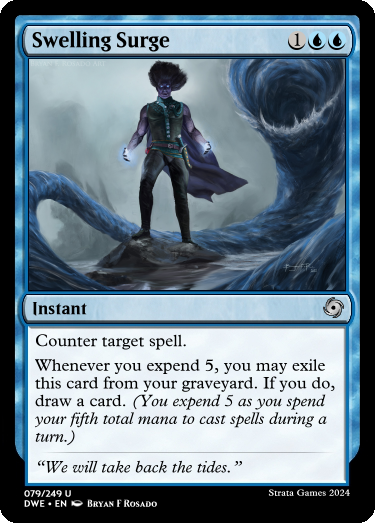 Swelling Surge 1
Instant
Counter target spell.
Whenever you expend 5, you may exile
this card from your graveyard. If you do,
draw a card. (You expend 5 as you spend
your fifth total mana to cast spells during a
turn.)
“We will take back the tides.”
079/249 U
DWE • EN Bryan F Rosado
Strata Games 2024